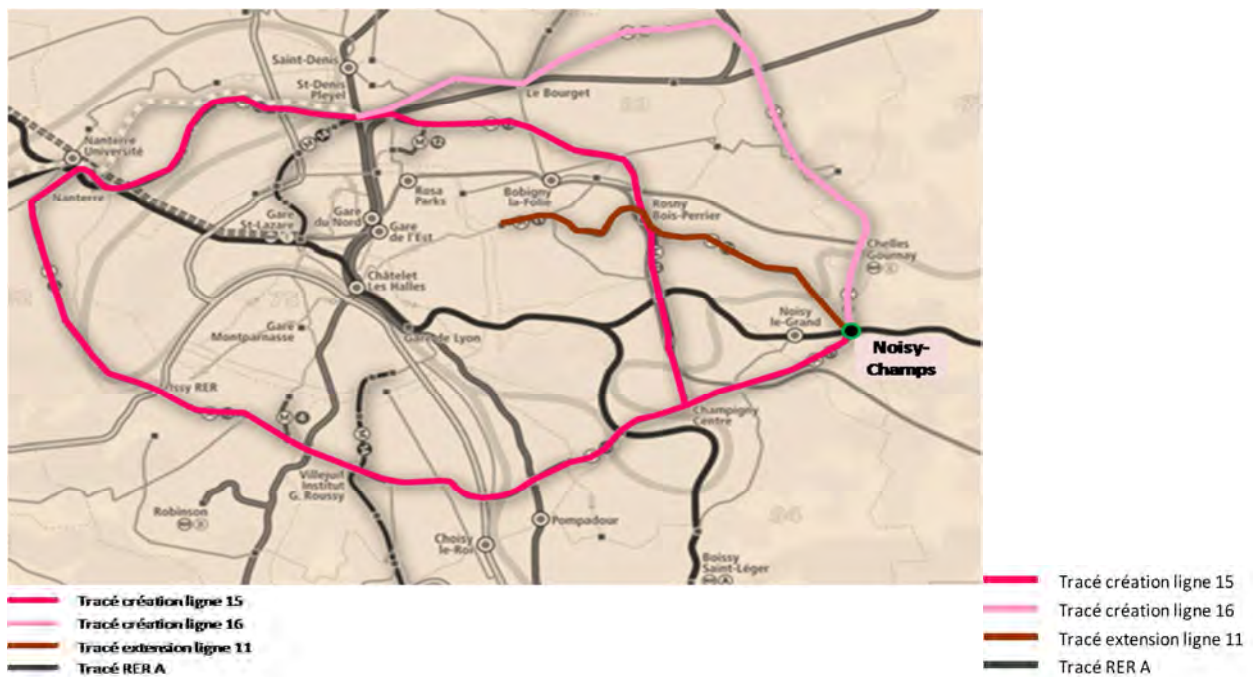 Saint-Denis
St-Denis
Pleyel
Le Bourget
Nanterre
Université
Nanterre
Gare
St-Lazare
Gare
du Nord
Gare
de l'Est
Rosa
Parks
Bobigny
la-Folie
Rosny
Bois-Perrier
Chelles
Gournay
Châtelet
Les Halles
Gare
Montparnasse
Gare de Lyon
Noisy
le-Grand
Noisy-
Champs
Issy RER
Champigny
Centre
Villejuif
Institut
G. Roussy
Robinson
Choisy
le-Roi
Pompadour
Boissy
Saint-Léger
Tracé création ligne 15
Tracé création ligne 16
Tracé extension ligne 11
Tracé RER A
Tracé création ligne 15
Tracé création ligne 16
Tracé extension ligne 11
Tracé RER A